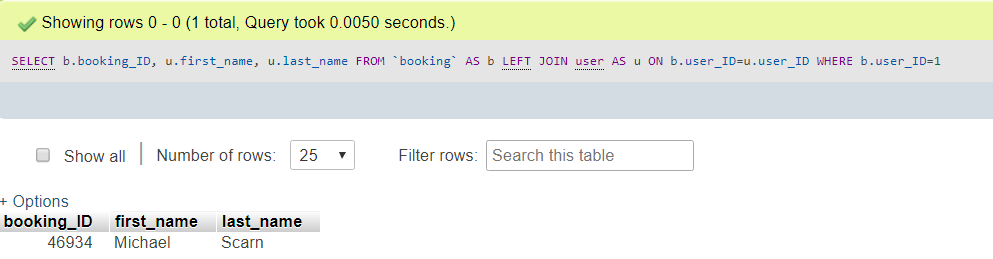 Showing rows 0 - 0 (1 total, Query took 0.0050 seconds.)
SELECT b.booking_ID, u.first_name, u.last_name FROM `booking` AS b LEFT JOIN user AS u ON b.user_ID=u.user_ID WHERE b.user_ID=1
Show all | Number of rows: 25 ▼ Filter rows: Search this table
+ Options
booking_ID first_name last_name
46934 Michael Scarn